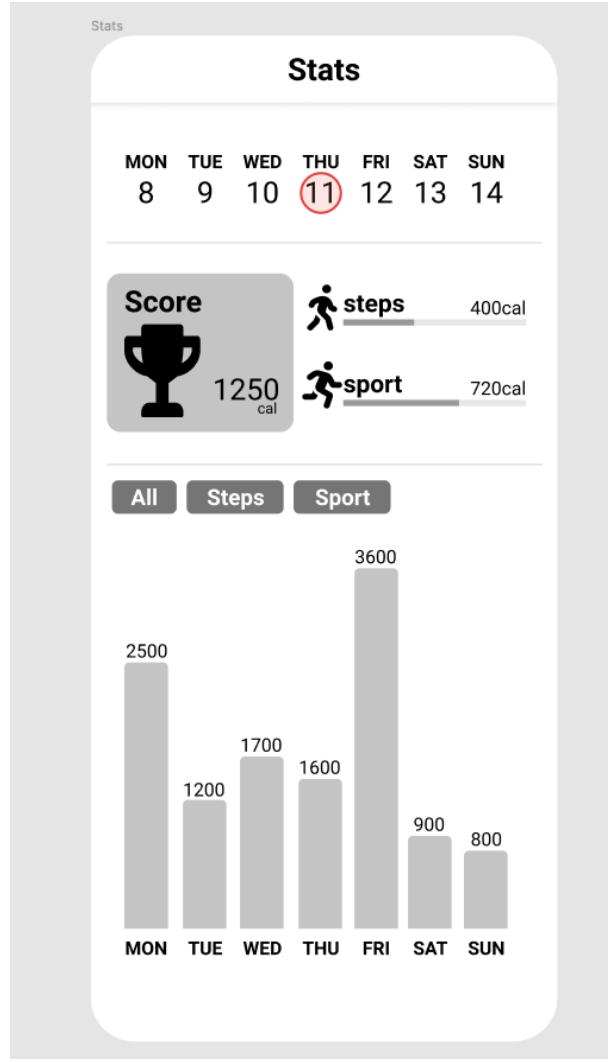 Stats
Stats
MON TUE WED THU FRI SAT SUN
8 9 10 11 12 13 14
Score
1250
cal
steps 400cal
sport 720cal
All Steps Sport
3600
2500
1700
1600
1200
900
800
MON TUE WED THU FRI SAT SUN